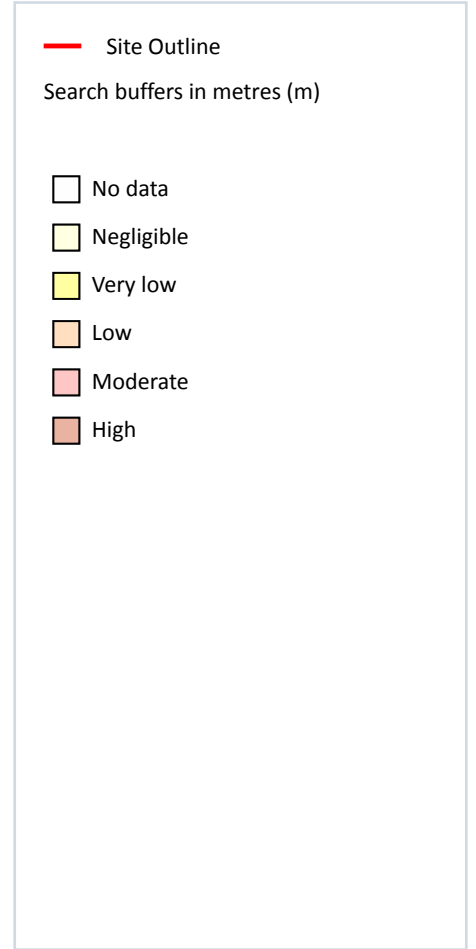 Site Outline
Search buffers in metres (m)
No data
Negligible
Very low
Low
Moderate
High